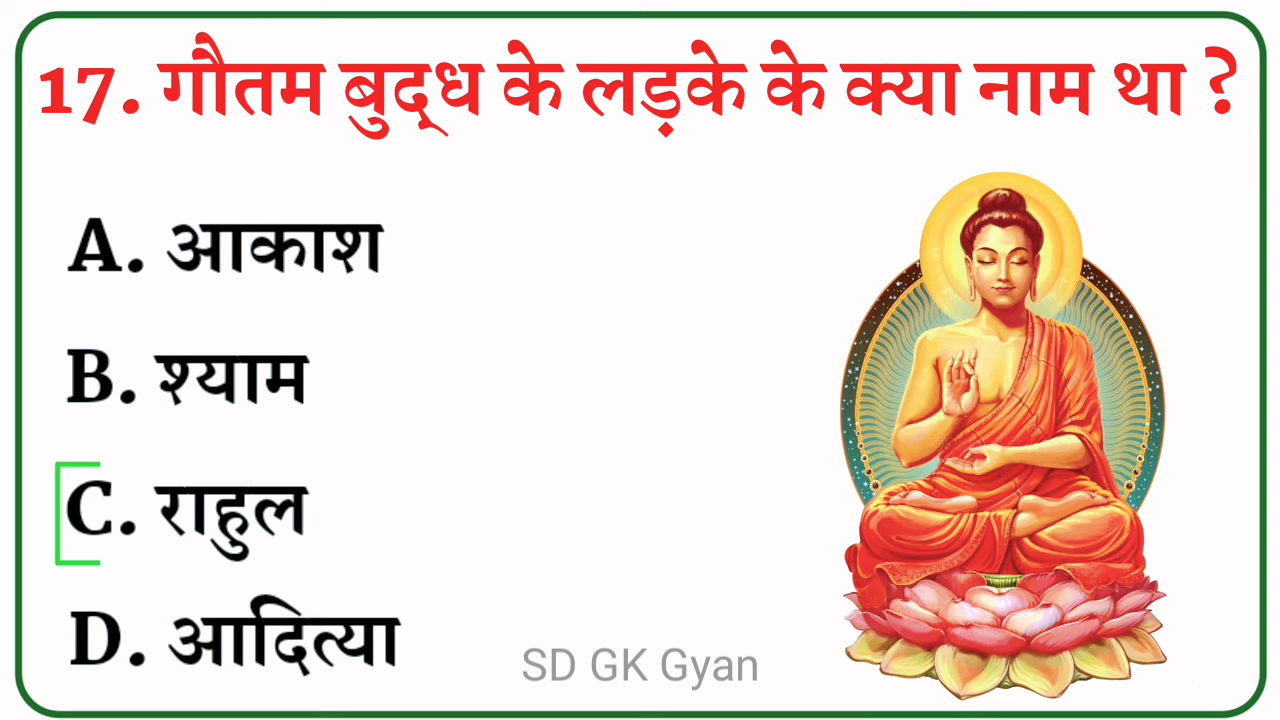 17. गौतम बुद्ध के लड़के के क्या नाम था ?
A. आकाश
B. श्याम
C. राहुल
D. आदित्या
SD GK Gyan